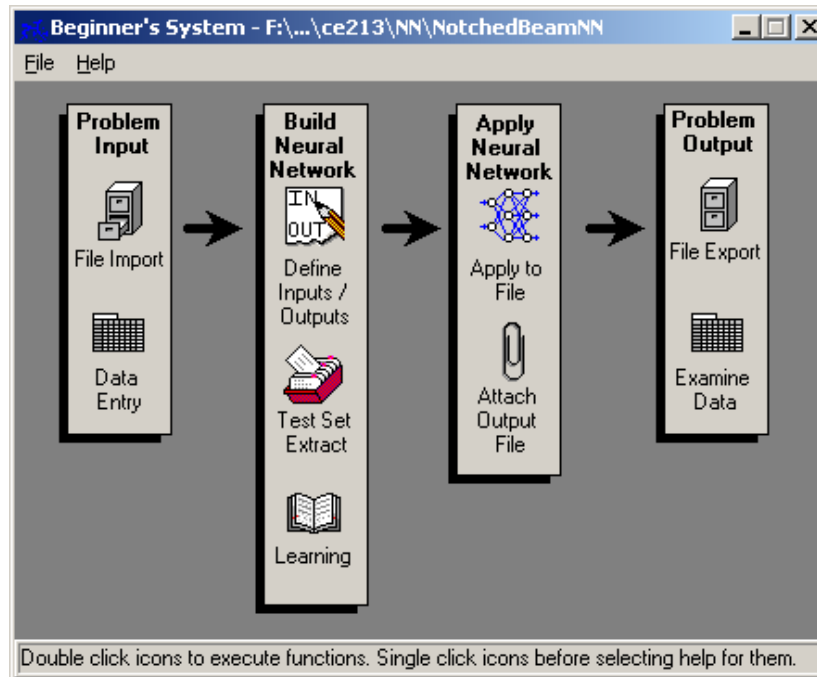 Beginner's System - F:\...\ce213\NN\NotchedBeamNN
File Help
Problem
Input
File Import
Data
Entry
Build
Neural
Network
IN
OUT
Define
Inputs /
Outputs
Test Set
Extract
Learning
Apply
Neural
Network
Apply to
File
Attach
Output
File
Problem
Output
File Export
Examine
Data
Double click icons to execute functions. Single click icons before selecting help for them.